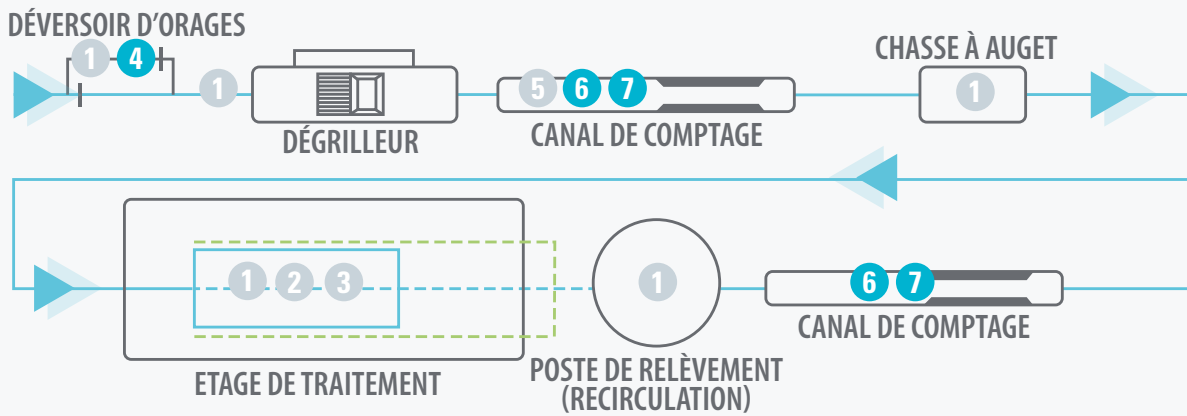 DÉVERSOIR D'ORAGES
1 4
1
DÉGRILLEUR
5 6 7
CANAL DE COMPTAGE
CHASSE À AUGET
1
1 2 3
ETAGE DE TRAITEMENT
1
POSTE DE RELÈVEMENT
(RECIRCULATION)
6 7
CANAL DE COMPTAGE